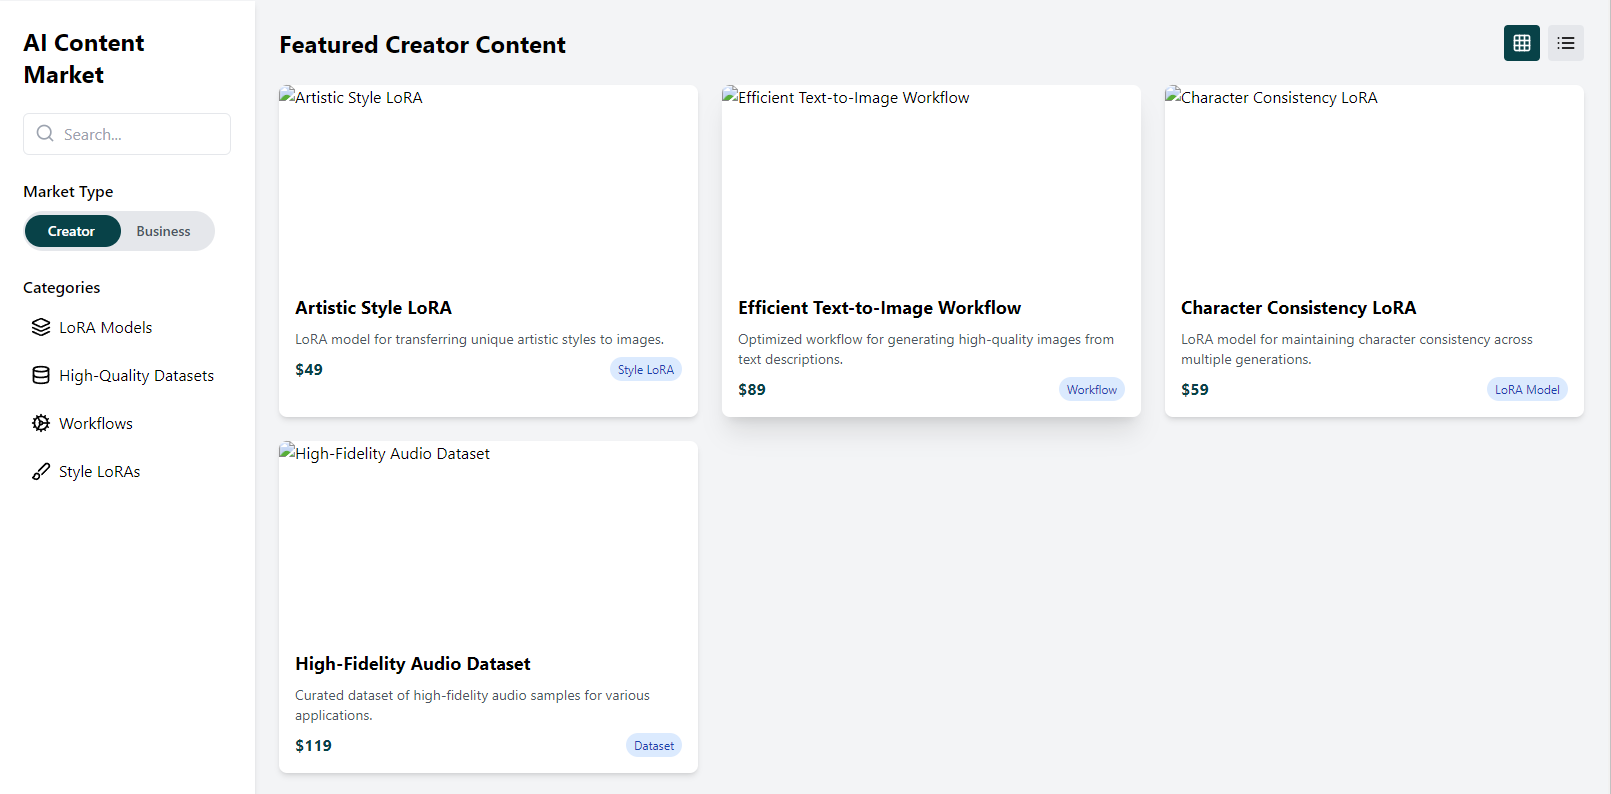 AI Content
Market
Search...
Market Type
Creator
Business
Categories
LoRA Models
High-Quality Datasets
Workflows
Style LoRAs
Featured Creator Content
Artistic Style LoRA
Artistic Style LoRA
LoRA model for transferring unique artistic styles to images.
$49
Style LoRA
Efficient Text-to-Image Workflow
Efficient Text-to-Image Workflow
Optimized workflow for generating high-quality images from
text descriptions.
$89
Workflow
Character Consistency LoRA
Character Consistency LoRA
LoRA model for maintaining character consistency across
multiple generations.
$59
LoRA Model
High-Fidelity Audio Dataset
High-Fidelity Audio Dataset
Curated dataset of high-fidelity audio samples for various
applications.
$119
Dataset